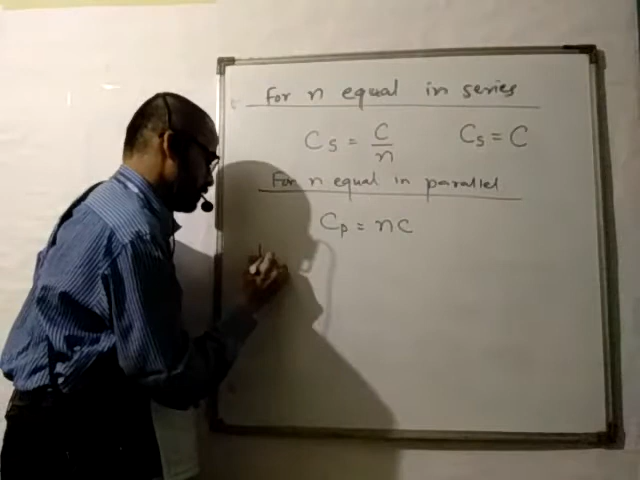 For n equal in series
Cs = C/n    Cs = C
For n equal in parallel
Cp = nc